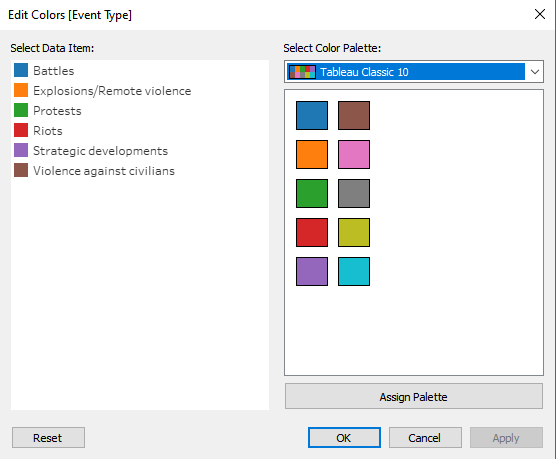 Edit Colors [Event Type]
Select Data Item:
Select Color Palette:
Battles
Explosions/Remote violence
Protests
Riots
Strategic developments
Violence against civilians
Tableau Classic 10
Assign Palette
Reset
OK
Cancel
Apply